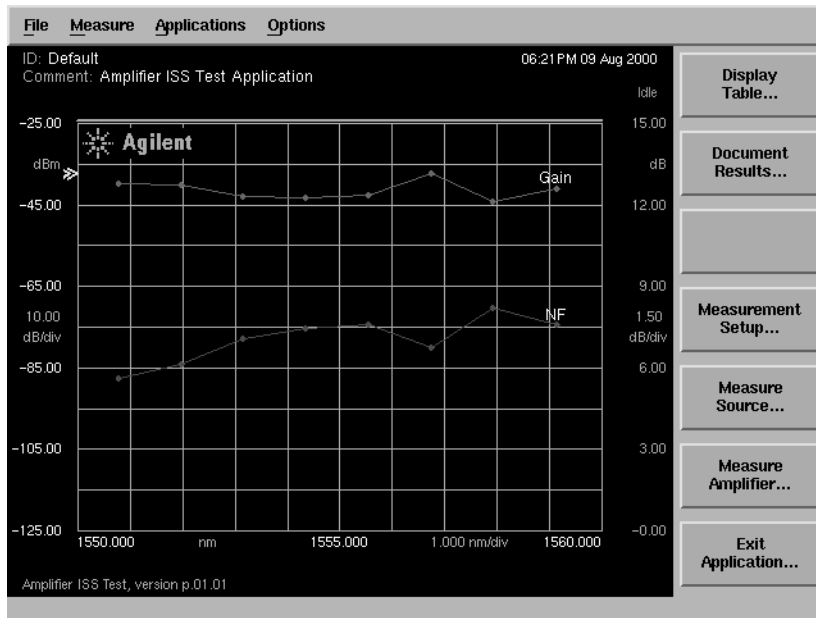 File Measure Applications Options
ID: Default
06:21PM 09 Aug 2000
Comment: Amplifier ISS Test Application
Idle
Display
Table...
Document
Results...
Measurement
Setup...
Measure
Source...
Measure
Amplifier...
Exit
Application...
-25.00
dBm
-45.00
-65.00
10.00
dB/div
-85.00
-105.00
-125.00
Agilent
Gain
NF
15.00
dB
12.00
9.00
1.50
dB/div
6.00
3.00
-0.00
1550.000 nm 1555.000 1.000 nm/div 1560.000
Amplifier ISS Test, version p.01.01